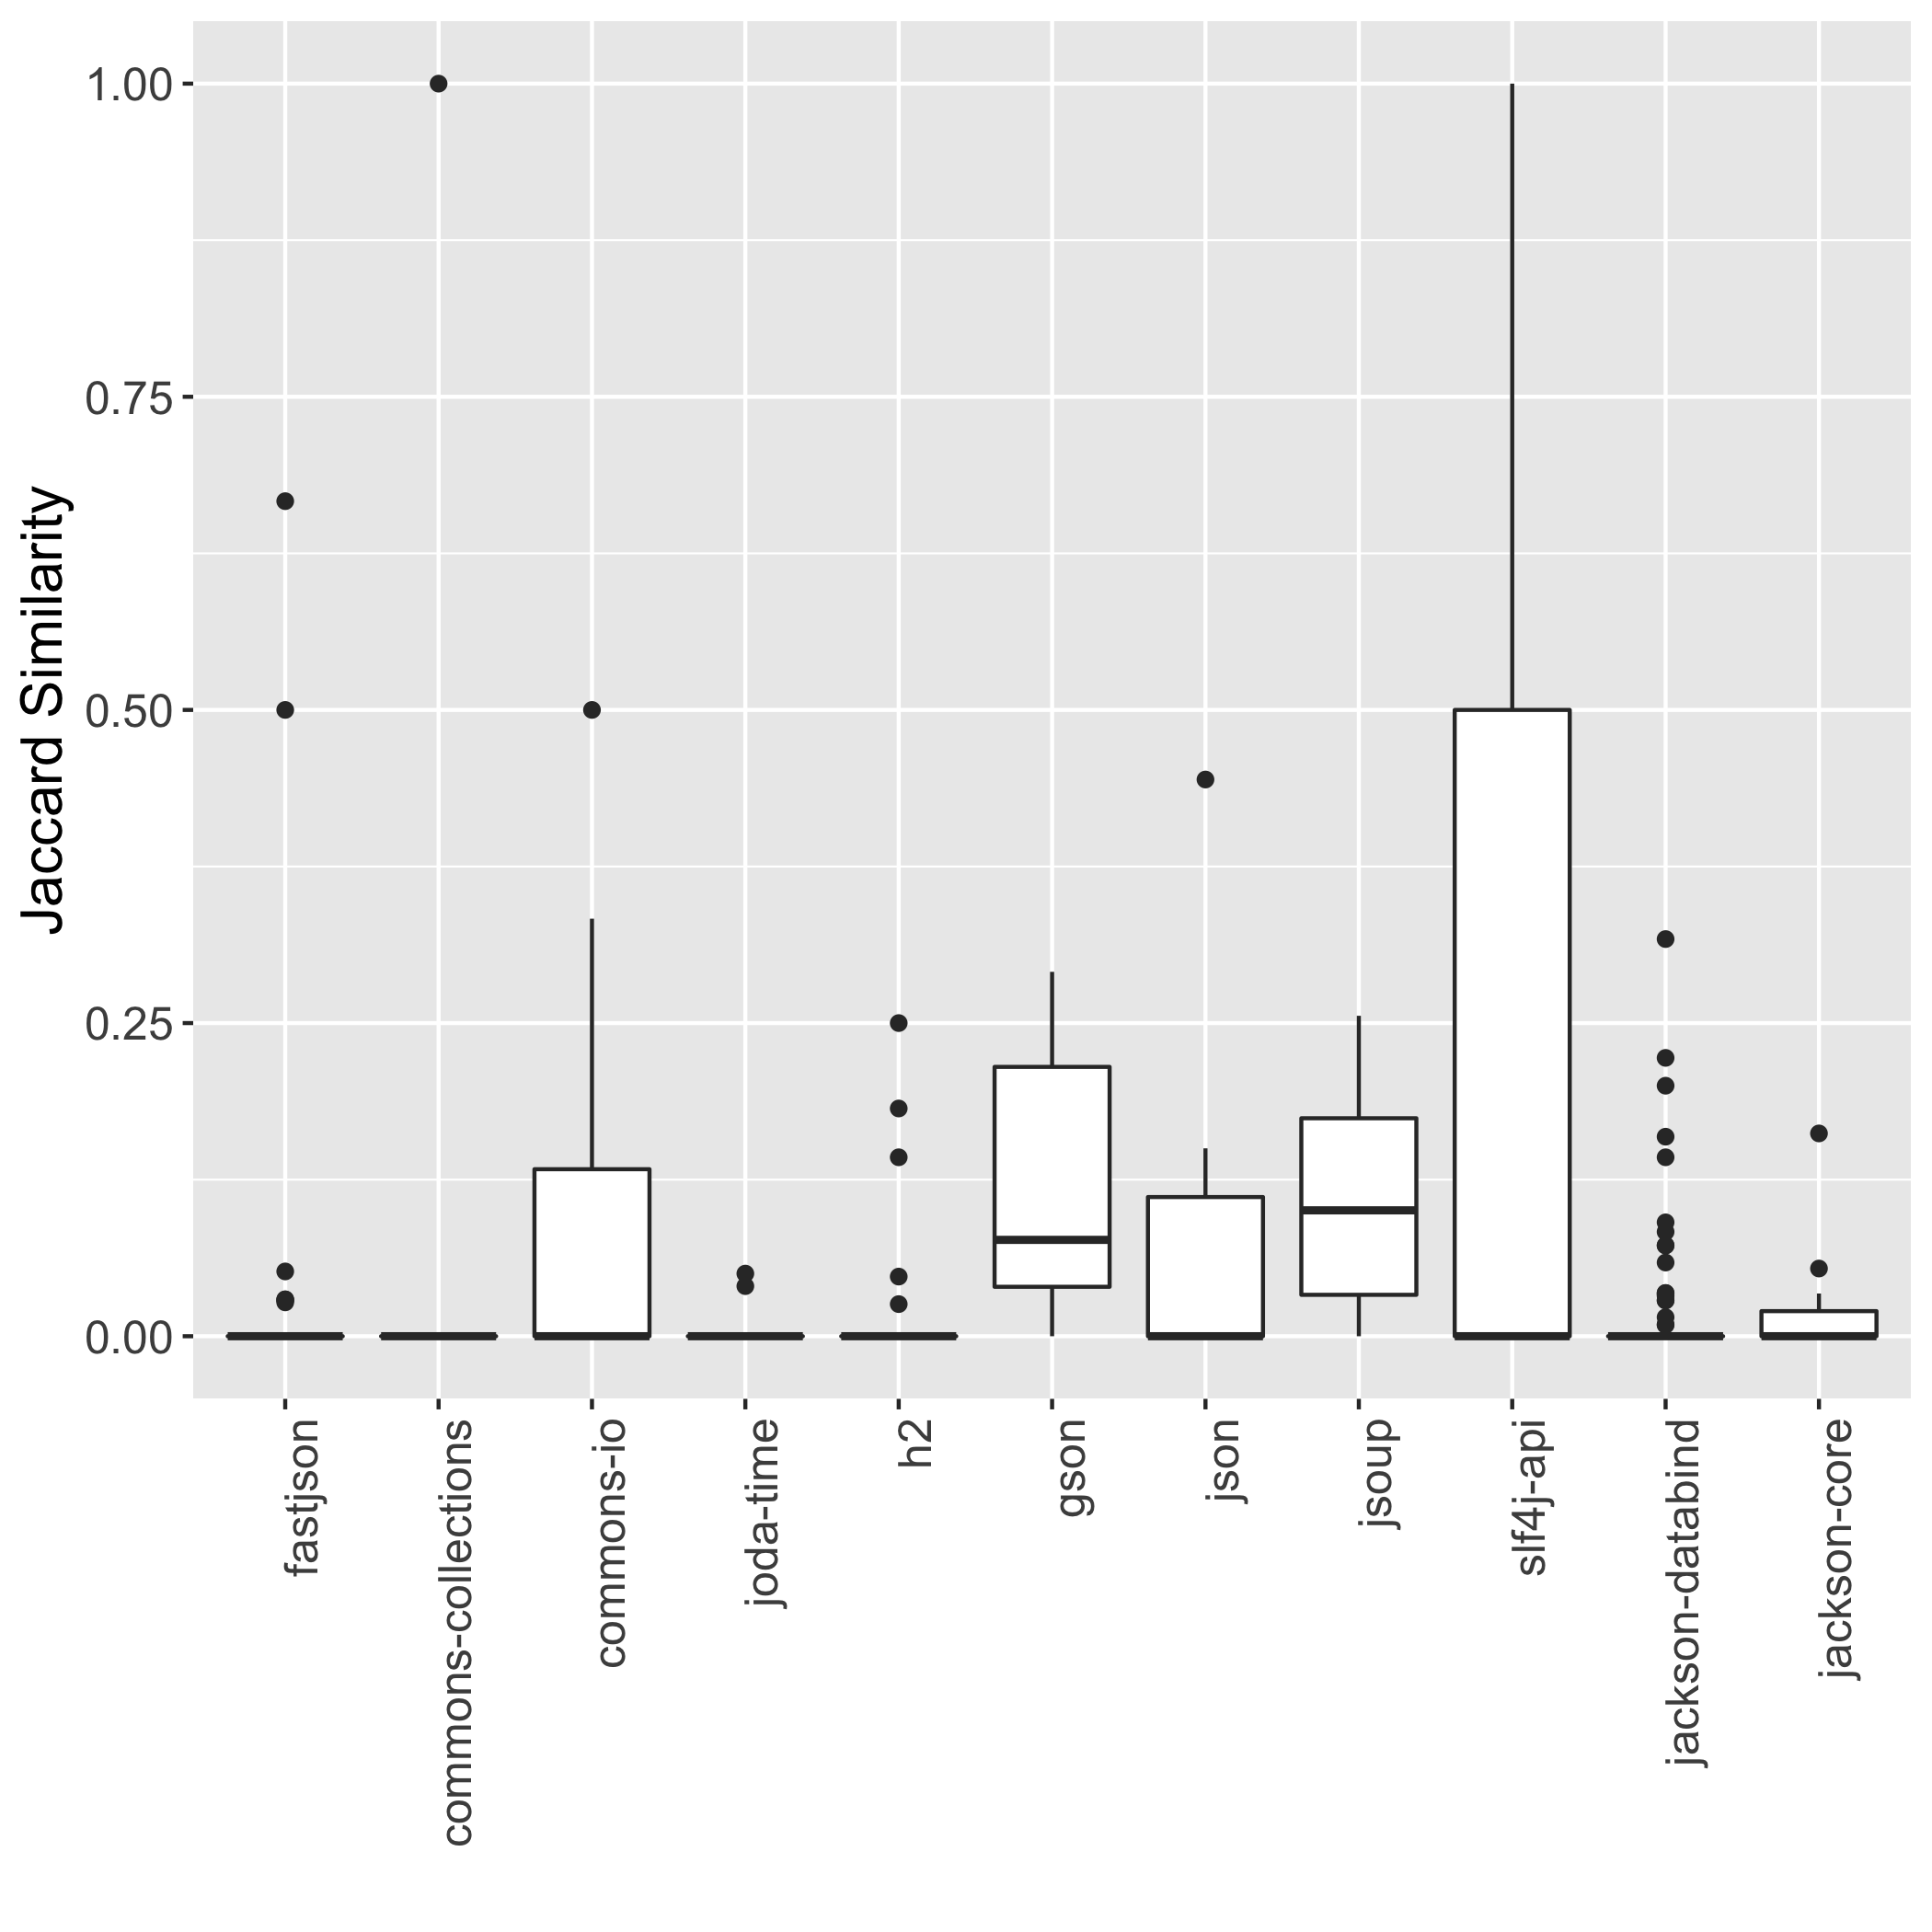 Jaccard Similarity
1.00
0.75
0.50
0.25
0.00
fastjson
commons-collections
commons-io
joda-time
h2
gson
json
jsoup
slf4j-api
jackson-databind
jackson-core